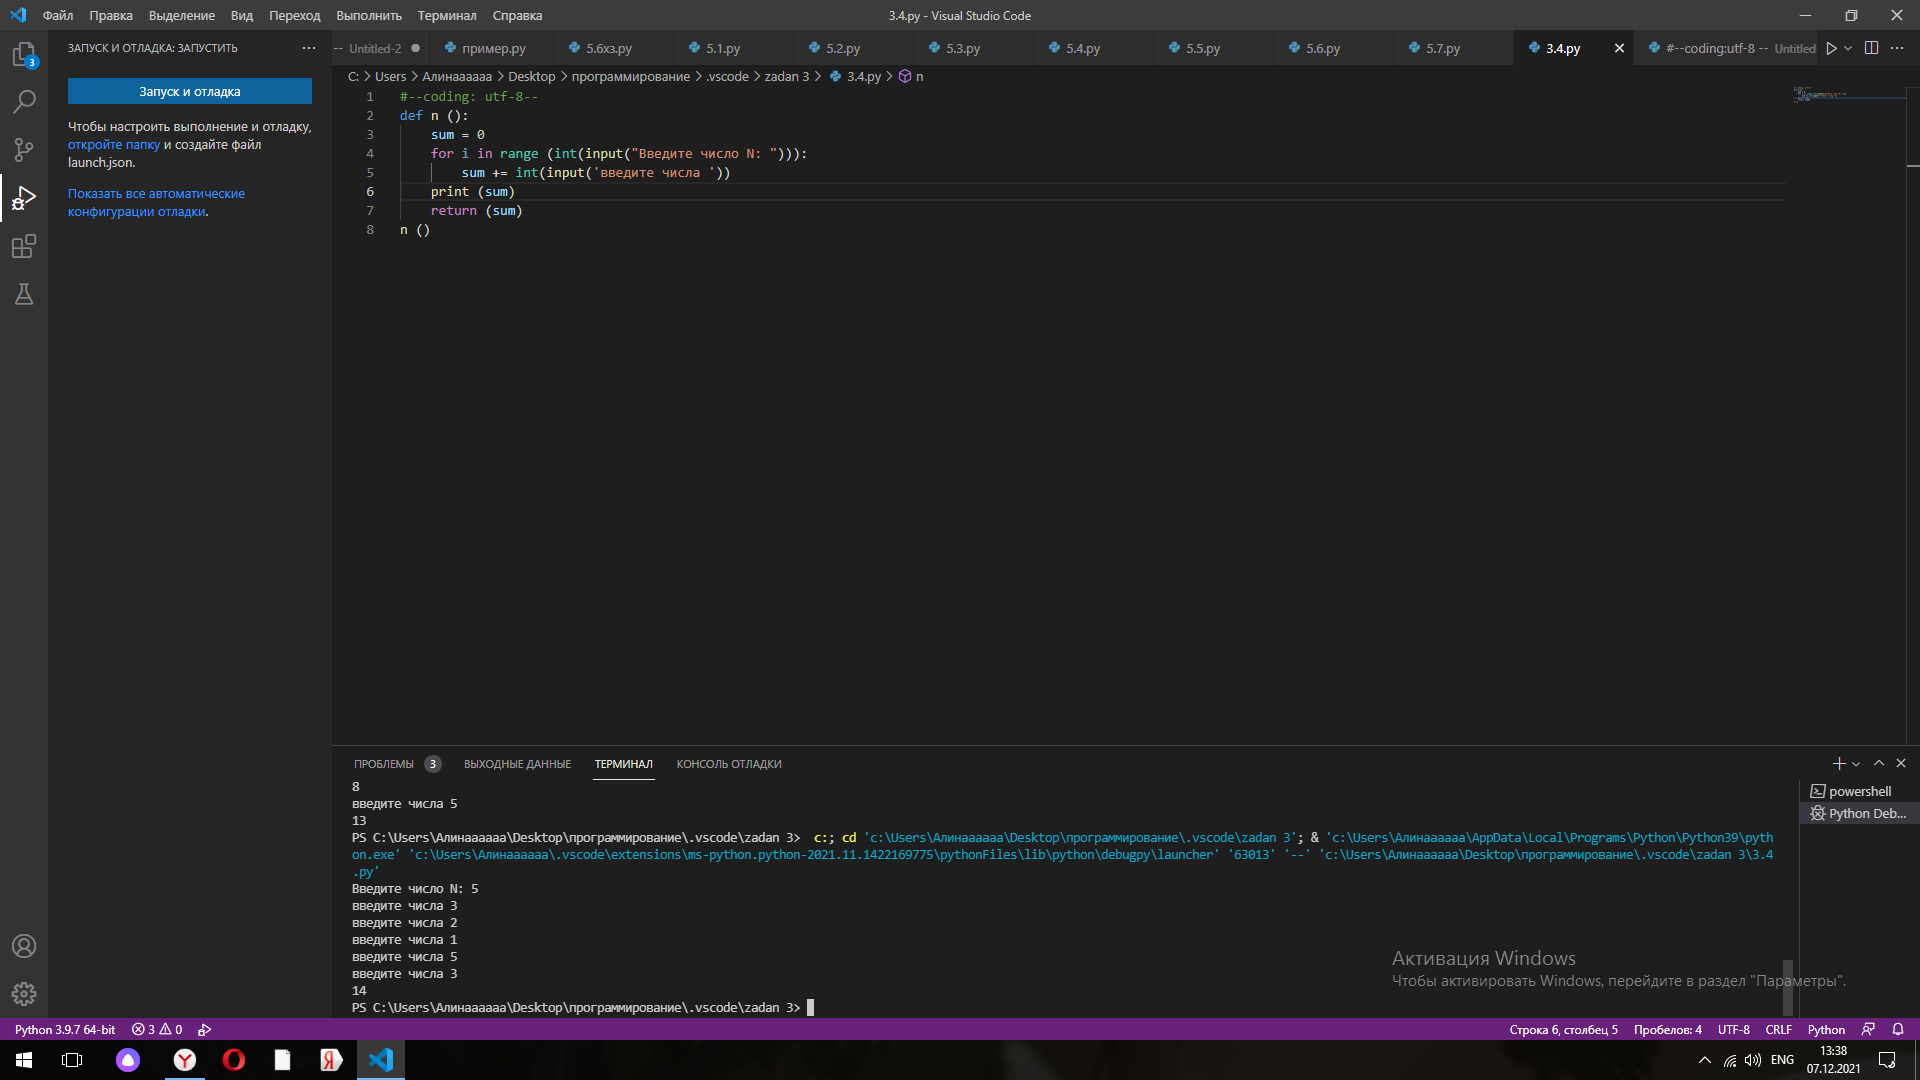 Файл Правка Выделение Вид Переход Выполнить Терминал Справка 3.4.py - Visual Studio Code
ЗАПУСК И ОТЛАДКА: ЗАПУСТИТЬ ··· -- Untitled-2 пример.py 5.6хз.py 5.1.py 5.2.py 5.3.py 5.4.py 5.5.py 5.6.py 5.7.py 3.4.py #--coding:utf-8 -- Untitled
3
C: > Users > Алинаааааа > Desktop > программирование > .vscode > zadan 3 > 3.4.py > n
Запуск и отладка
Чтобы настроить выполнение и отладку,
откройте папку и создайте файл
launch.json.
Показать все автоматические
конфигурации отладки.
1 #--coding: utf-8--
2 def n ():
3 sum = 0
4 for i in range (int(input("Введите число N: "))):
5 sum += int(input('введите числа '))
6 print (sum)
7 return (sum)
8 n ()
ПРОБЛЕМЫ 3 ВЫХОДНЫЕ ДАННЫЕ ТЕРМИНАЛ КОНСОЛЬ ОТЛАДКИ
8
введите числа 5
13
PS C:\Users\Алинаааааа\Desktop\программирование\.vscode\zadan 3> c:; cd 'c:\Users\Алинаааааа\Desktop\программирование\.vscode\zadan 3'; & 'c:\Users\Алинаааааа\AppData\Local\Programs\Python\Python39\pyth
on.exe' 'c:\Users\Алинаааааа\.vscode\extensions\ms-python.python-2021.11.1422169775\pythonFiles\lib\python\debugpy\launcher' '63013' '--' 'c:\Users\Алинаааааа\Desktop\программирование\.vscode\zadan 3\3.4
.py'
Введите число N: 5
введите числа 3
введите числа 2
введите числа 1
введите числа 5
введите числа 3
14
PS C:\Users\Алинаааааа\Desktop\программирование\.vscode\zadan 3>
powershell
Python Deb...
Активация Windows
Чтобы активировать Windows, перейдите в раздел "Параметры".
Python 3.9.7 64-bit 3 0 Строка 6, столбец 5 Пробелов: 4 UTF-8 CRLF Python
ENG 13:38
07.12.2021